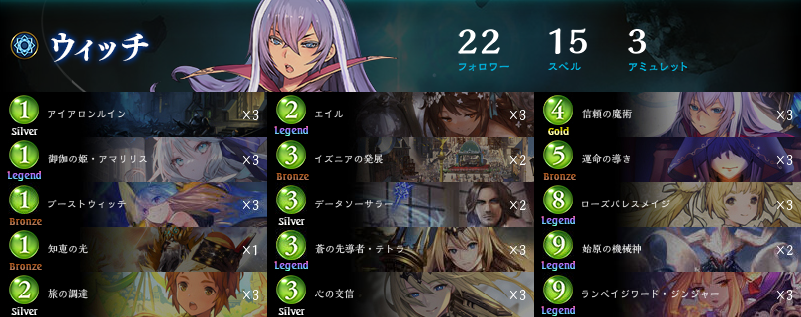 ウィッチ
22 フォロワー
15 スペル
3 アミュレット
1 Silver アイアロンルイン ×3
1 Legend 御伽の姫・アマリリス ×3
1 Bronze ブーストウィッチ ×3
1 Bronze 知恵の光 ×1
2 Silver 旅の調達 ×3
2 Legend エイル ×3
3 Bronze イズニアの発展 ×2
3 Silver データソーサラー ×2
3 Legend 蒼の先導者・テトラ ×3
3 Silver 心の交信 ×3
4 Gold 信頼の魔術 ×3
5 Bronze 運命の導き ×3
8 Legend ローズパレスメイジ ×3
9 Legend 始原の機械神 ×2
9 Legend ランページワード・ジンジャー ×3